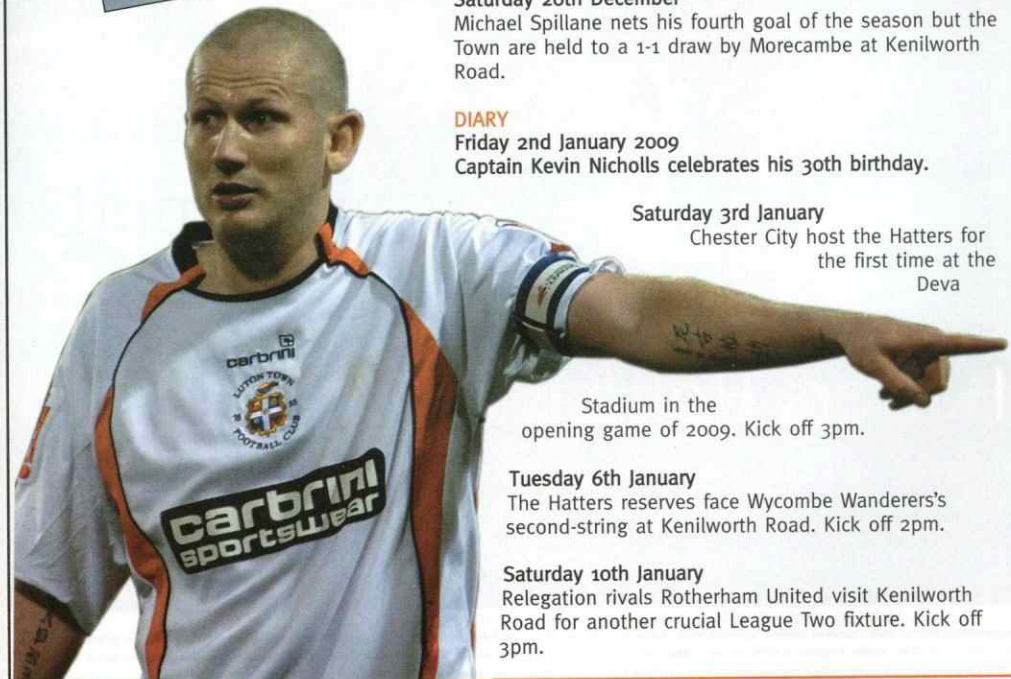 Saturday 20th December
Michael Spillane nets his fourth goal of the season but the
Town are held to a 1-1 draw by Morecambe at Kenilworth
Road.
DIARY
Friday 2nd January 2009
Captain Kevin Nicholls celebrates his 30th birthday.
Saturday 3rd January
Chester City host the Hatters for
the first time at the
Deva
Stadium in the
opening game of 2009. Kick off 3pm.
Tuesday 6th January
The Hatters reserves face Wycombe Wanderers's
second-string at Kenilworth Road. Kick off 2pm.
Saturday 10th January
Relegation rivals Rotherham United visit Kenilworth
Road for another crucial League Two fixture. Kick off
3pm.
carbrini
LUTON TOWN
FOOTBALL CLUB
carbrini
sportswear